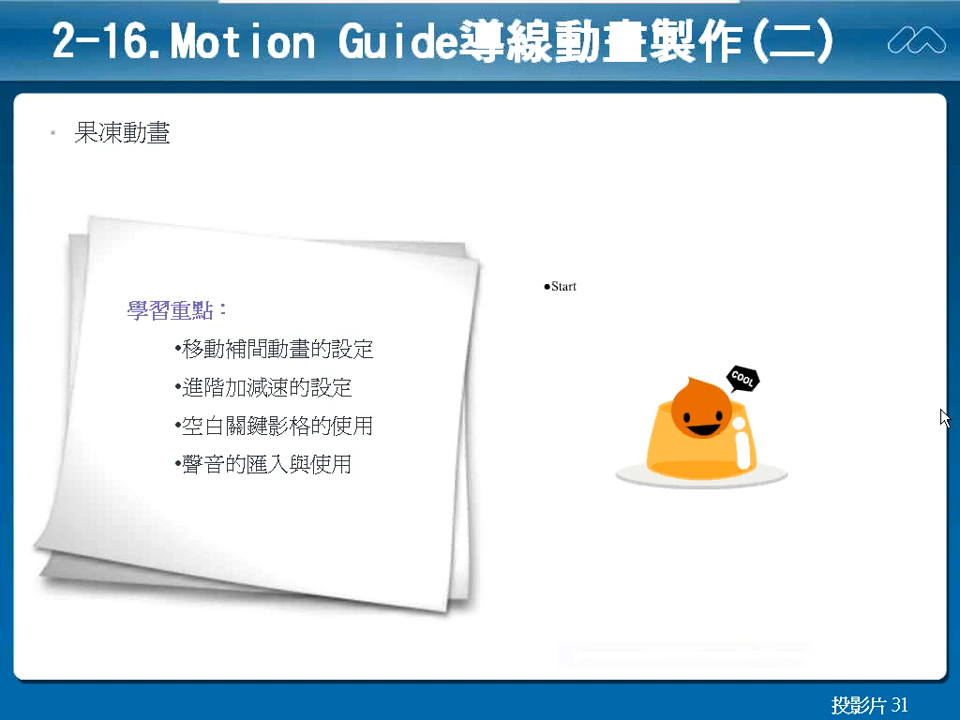 2-16.Motion Guide導線動畫製作(二)
• 果凍動畫
學習重點：
•移動補間動畫的設定
•進階加減速的設定
•空白關鍵影格的使用
•聲音的匯入與使用
●Start
COOL
投影片 31